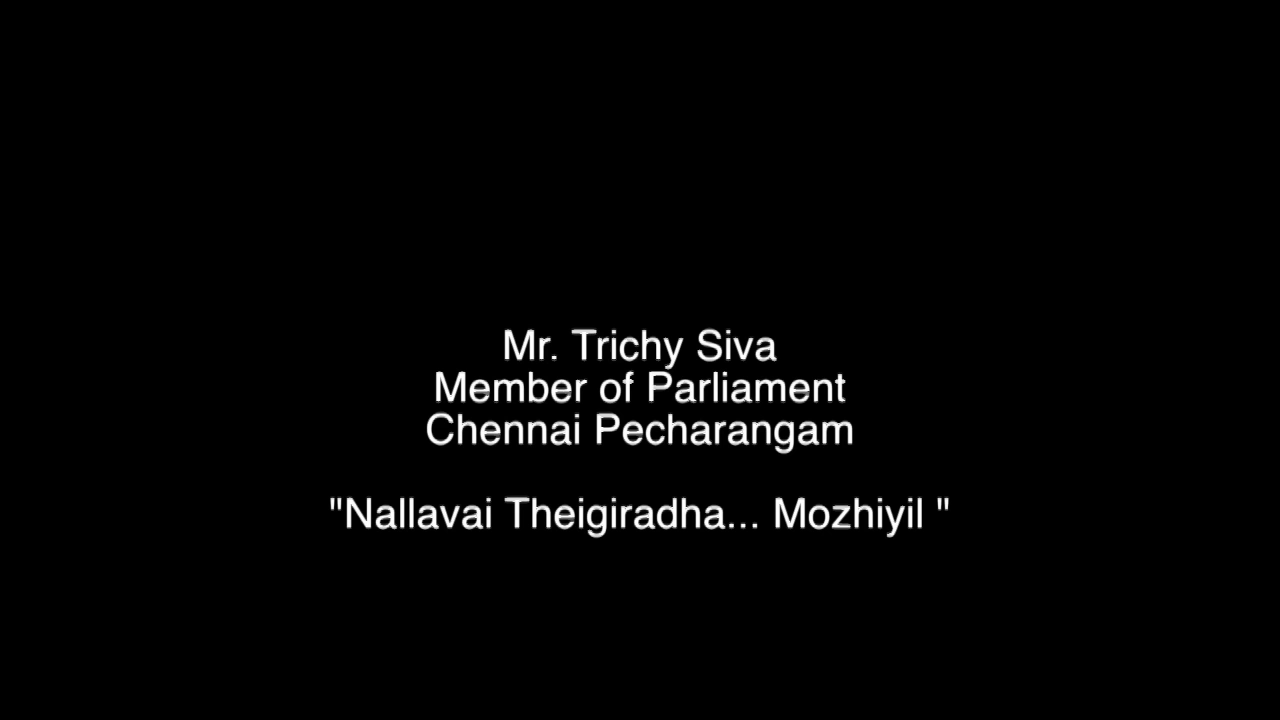 Mr. Trichy Siva
Member of Parliament
Chennai Pecharangam
"Nallavai Theigiradha... Mozhiyil "